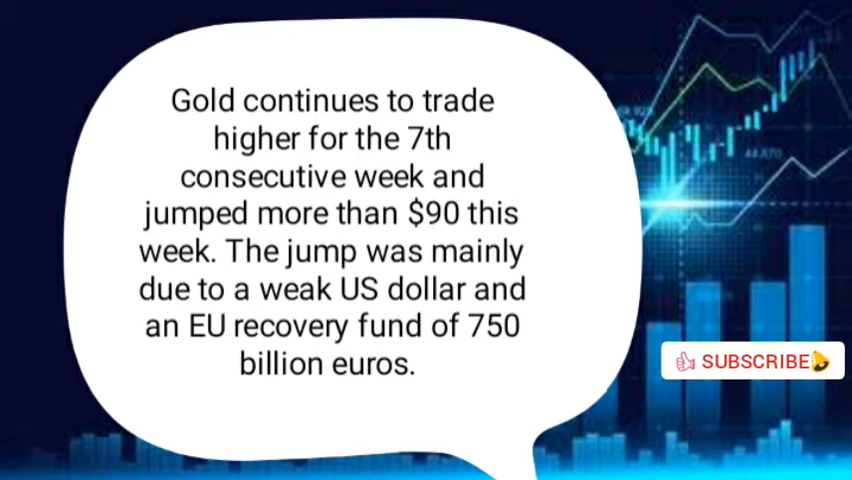 Gold continues to trade
higher for the 7th
consecutive week and
jumped more than $90 this
week. The jump was mainly
due to a weak US dollar and
an EU recovery fund of 750
billion euros.
SUBSCRIBE